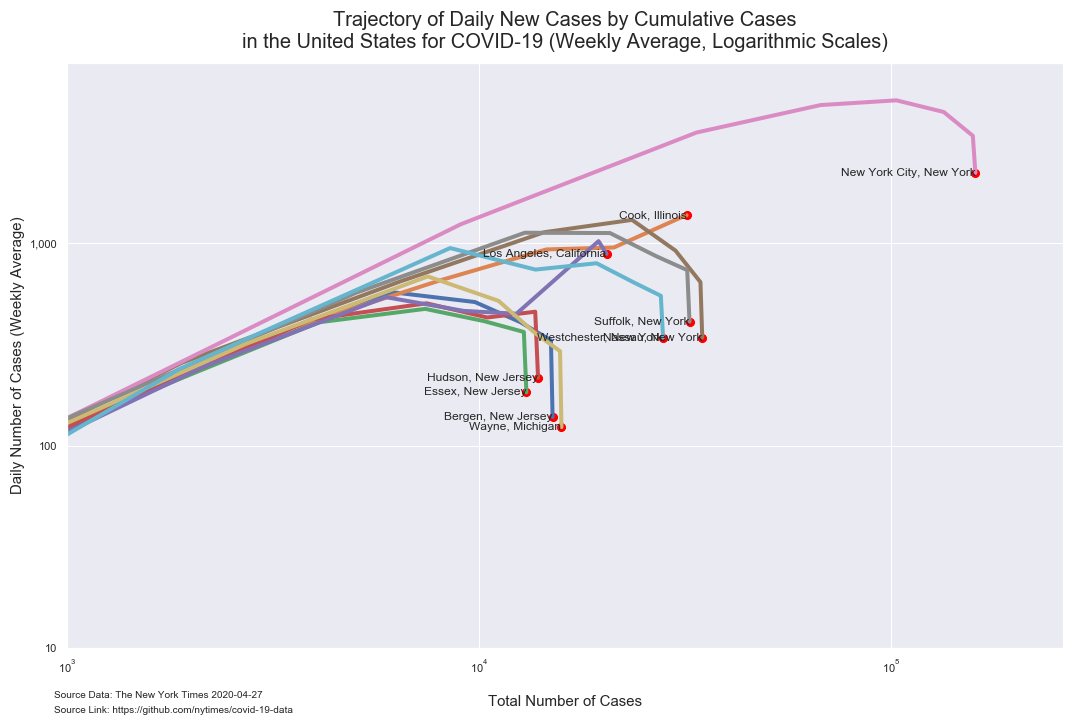 Trajectory of Daily New Cases by Cumulative Cases
in the United States for COVID-19 (Weekly Average, Logarithmic Scales)
Daily Number of Cases (Weekly Average)
1,000
100
10
New York City, New York
Cook, Illinois
Los Angeles, California
Suffolk, New York
Westchester, New York
Nassau, New York
Hudson, New Jersey
Essex, New Jersey
Bergen, New Jersey
Wayne, Michigan
10³
10⁴
10⁵
Total Number of Cases
Source Data: The New York Times 2020-04-27
Source Link: https://github.com/nytimes/covid-19-data